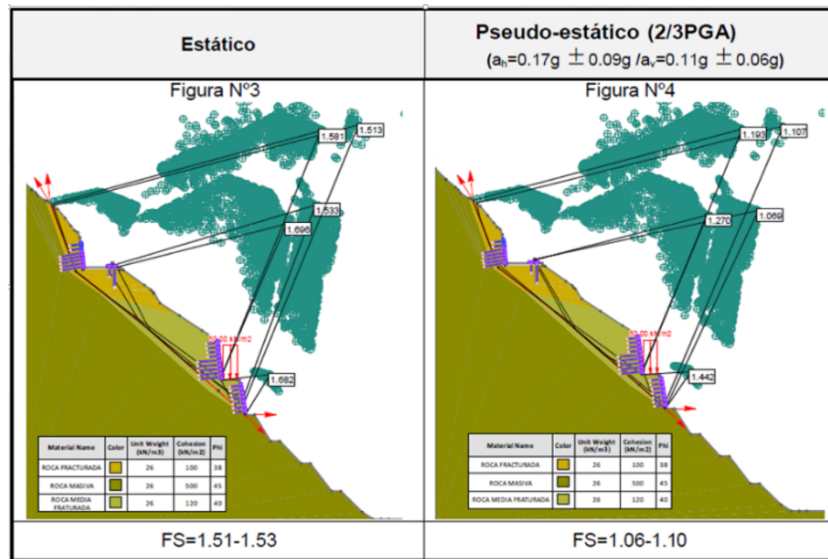 Estático
Pseudo-estático (2/3PGA)
(aₕ=0.17g ± 0.09g /aᵥ=0.11g ± 0.06g)
Figura Nº3
1.581
1.513
1.533
1.696
kN/m2
1.682
Material Name Color Unit Weight (kN/m3) Cohesion (kN/m2) Phi
ROCA FRACTURADA 26 100 38
ROCA MASIVA 26 500 45
ROCA MEDIA FRATURADA 26 120 40
Figura Nº4
1.193
1.107
1.270
1.069
kN/m2
1.442
Material Name Color Unit Weight (kN/m3) Cohesion (kN/m2) Phi
ROCA FRACTURADA 26 100 38
ROCA MASIVA 26 500 45
ROCA MEDIA FRATURADA 26 120 40
FS=1.51-1.53
FS=1.06-1.10